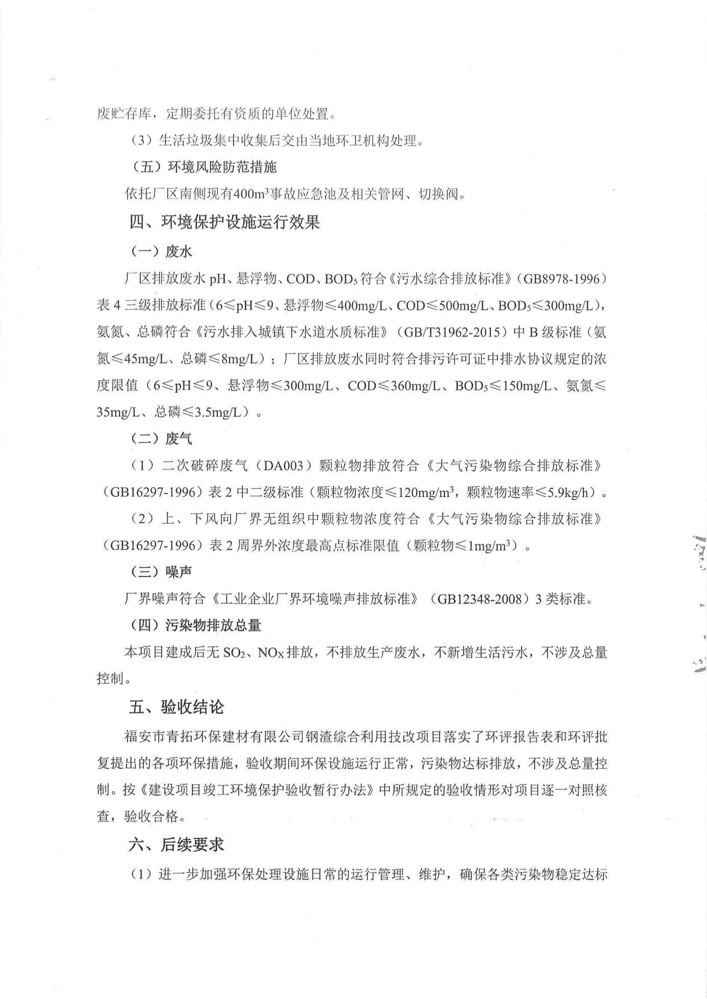 废贮存库，定期委托有资质的单位处置。
（3）生活垃圾集中收集后交由当地环卫机构处理。
（五）环境风险防范措施
依托厂区南侧现有400m³事故应急池及相关管网、切换阀。
四、环境保护设施运行效果
（一）废水
厂区排放废水 pH、悬浮物、COD、BOD₅符合《污水综合排放标准》（GB8978-1996）
表 4 三级排放标准（6≤pH≤9、悬浮物≤400mg/L、COD≤500mg/L、BOD₅≤300mg/L），
氨氮、总磷符合《污水排入城镇下水道水质标准》（GB/T31962-2015）中 B 级标准（氨
氮≤45mg/L、总磷≤8mg/L）；厂区排放废水同时符合排污许可证中排水协议规定的浓
度限值（6≤pH≤9、悬浮物≤300mg/L、COD≤360mg/L、BOD₅≤150mg/L、氨氮≤
35mg/L、总磷≤3.5mg/L）。
（二）废气
（1）二次破碎废气（DA003）颗粒物排放符合《大气污染物综合排放标准》
（GB16297-1996）表 2 中二级标准（颗粒物浓度≤120mg/m³，颗粒物速率≤5.9kg/h）。
（2）上、下风向厂界无组织中颗粒物浓度符合《大气污染物综合排放标准》
（GB16297-1996）表 2 周界外浓度最高点标准限值（颗粒物≤1mg/m³）。
（三）噪声
厂界噪声符合《工业企业厂界环境噪声排放标准》（GB12348-2008）3 类标准。
（四）污染物排放总量
本项目建成后无 SO₂、NOₓ排放，不排放生产废水，不新增生活污水，不涉及总量
控制。
五、验收结论
福安市青拓环保建材有限公司钢渣综合利用技改项目落实了环评报告表和环评批
复提出的各项环保措施，验收期间环保设施运行正常，污染物达标排放，不涉及总量控
制。按《建设项目竣工环境保护验收暂行办法》中所规定的验收情形对项目逐一对照核
查，验收合格。
六、后续要求
（1）进一步加强环保处理设施日常的运行管理、维护，确保各类污染物稳定达标